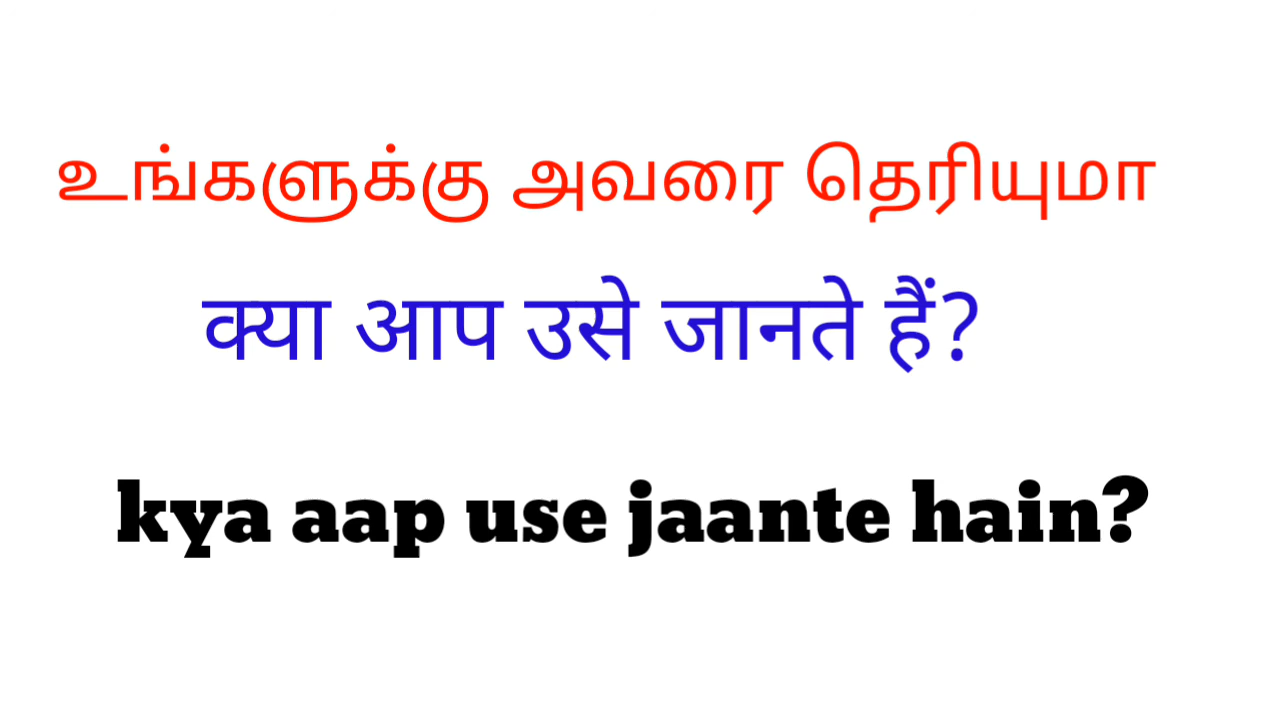 உங்களுக்கு அவரை தெரியுமா
क्या आप उसे जानते हैं?
kya aap use jaante hain?